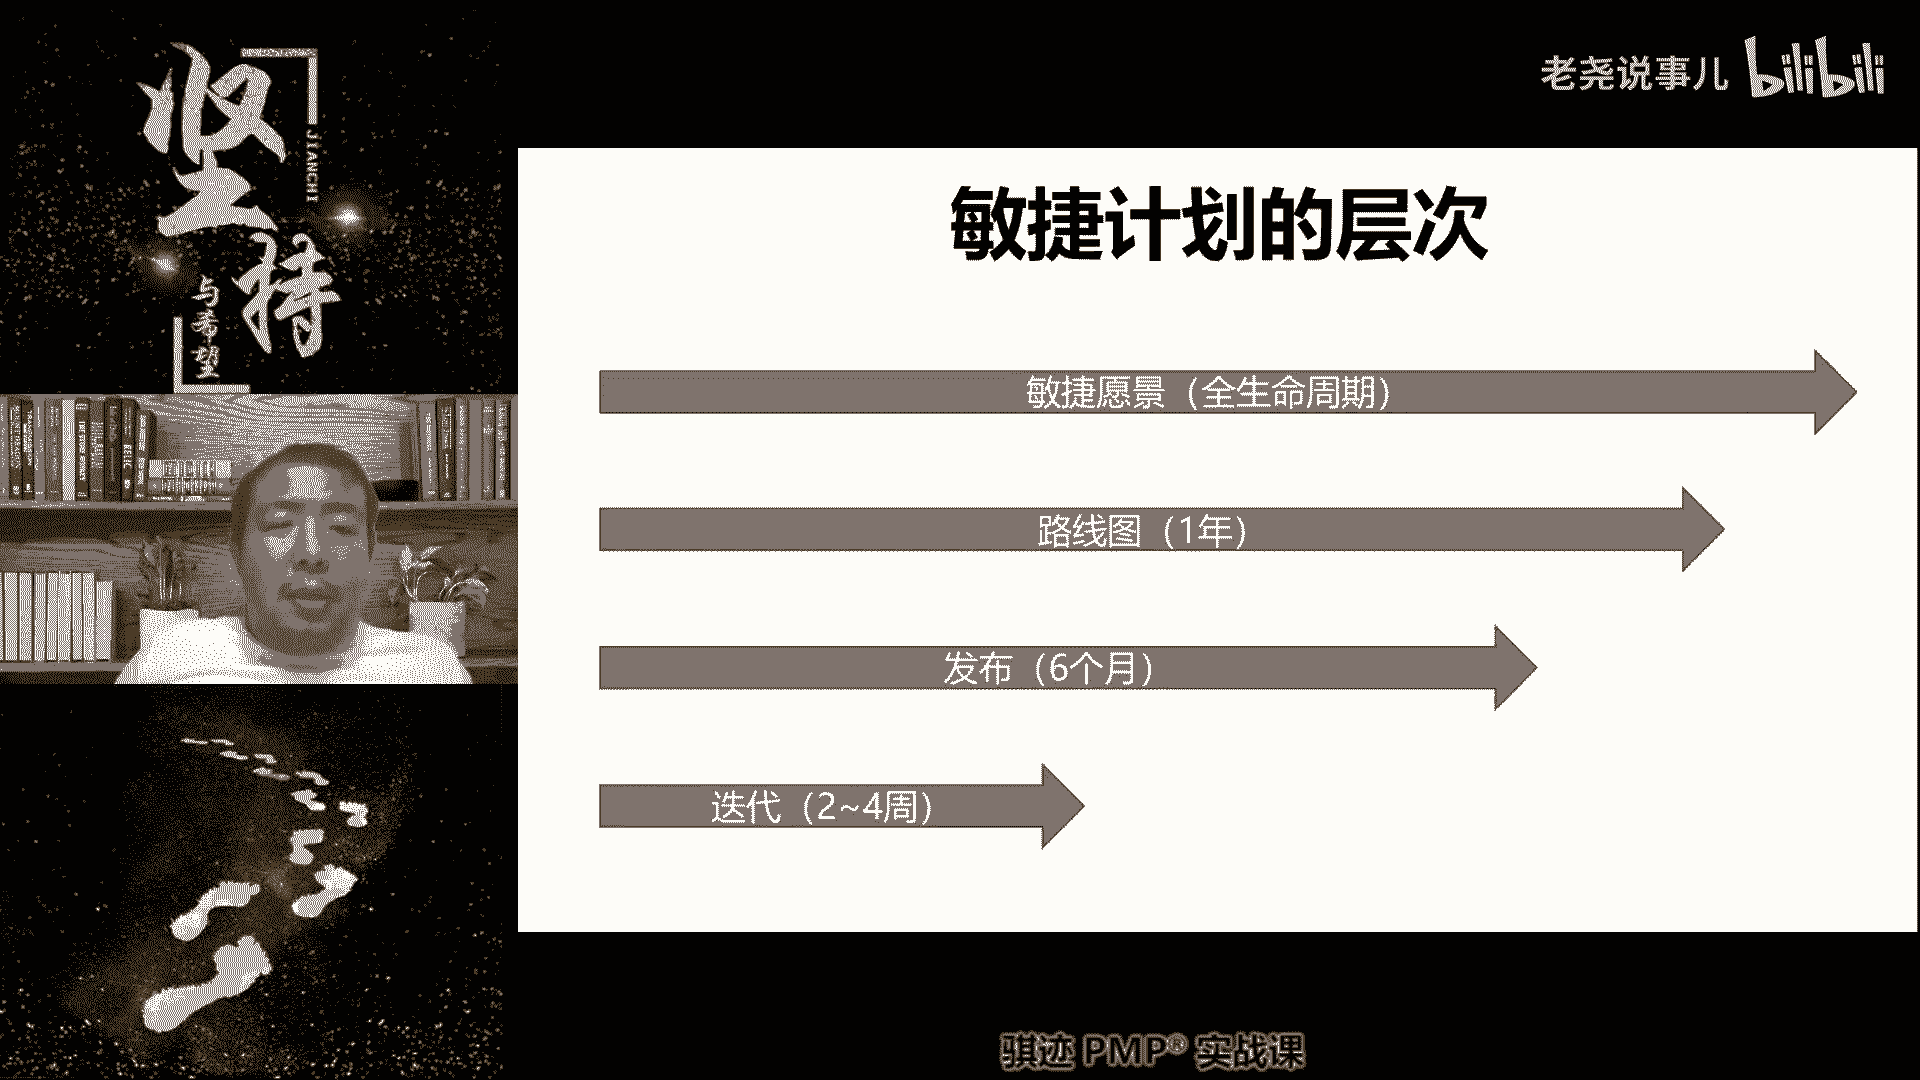 坚持
JIANCHI
与希望
老尧说事儿 bilibili
敏捷计划的层次
敏捷愿景（全生命周期）
路线图（1年）
发布（6个月）
迭代（2~4周）
骐迹 PMP® 实战课